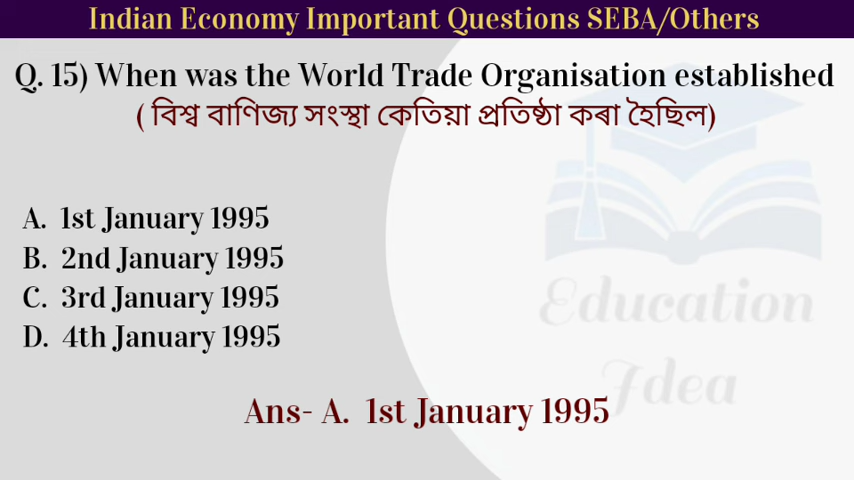 Indian Economy Important Questions SEBA/Others
Q. 15) When was the World Trade Organisation established
( বিশ্ব বাণিজ্য সংস্থা কেতিয়া প্ৰতিষ্ঠা কৰা হৈছিল)
A. 1st January 1995
B. 2nd January 1995
C. 3rd January 1995
D. 4th January 1995
Education
Idea
Ans- A. 1st January 1995